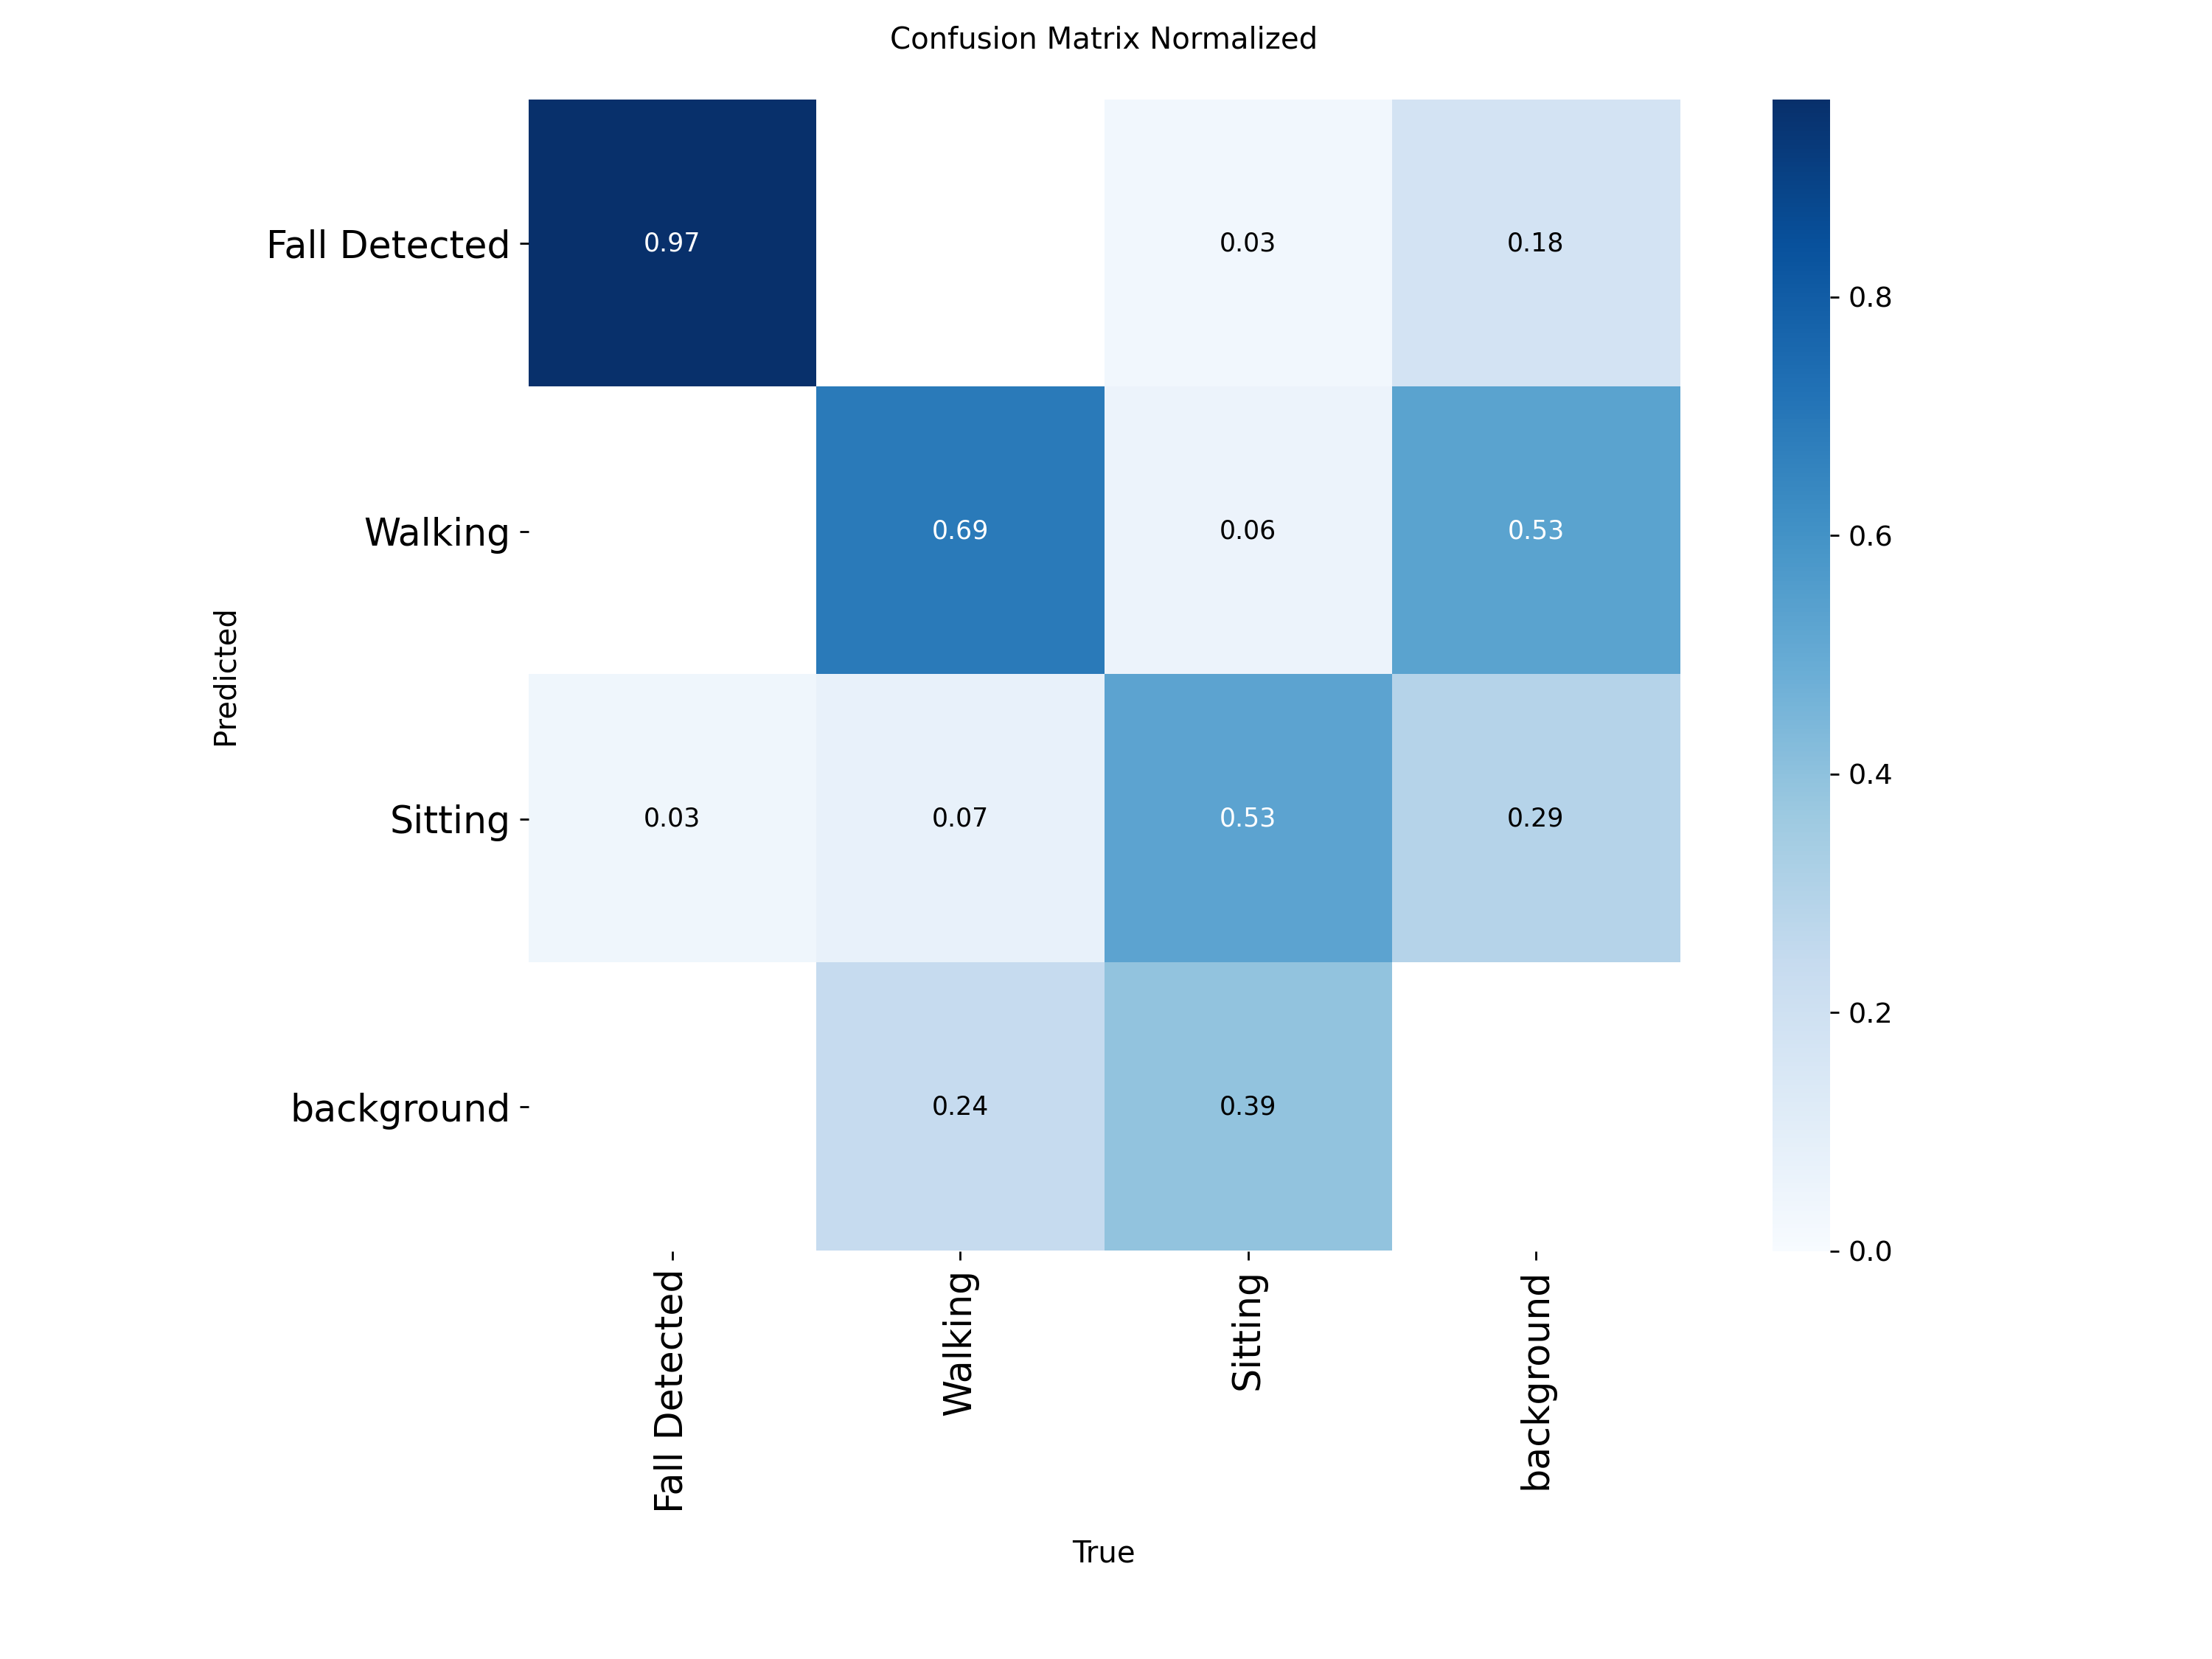 Confusion Matrix Normalized
Fall Detected
0.97
0.03
0.18
0.8
Walking
0.69
0.06
0.53
0.6
Predicted
Sitting
0.03
0.07
0.53
0.29
0.4
background
0.24
0.39
0.2
0.0
Fall Detected
Walking
Sitting
background
True